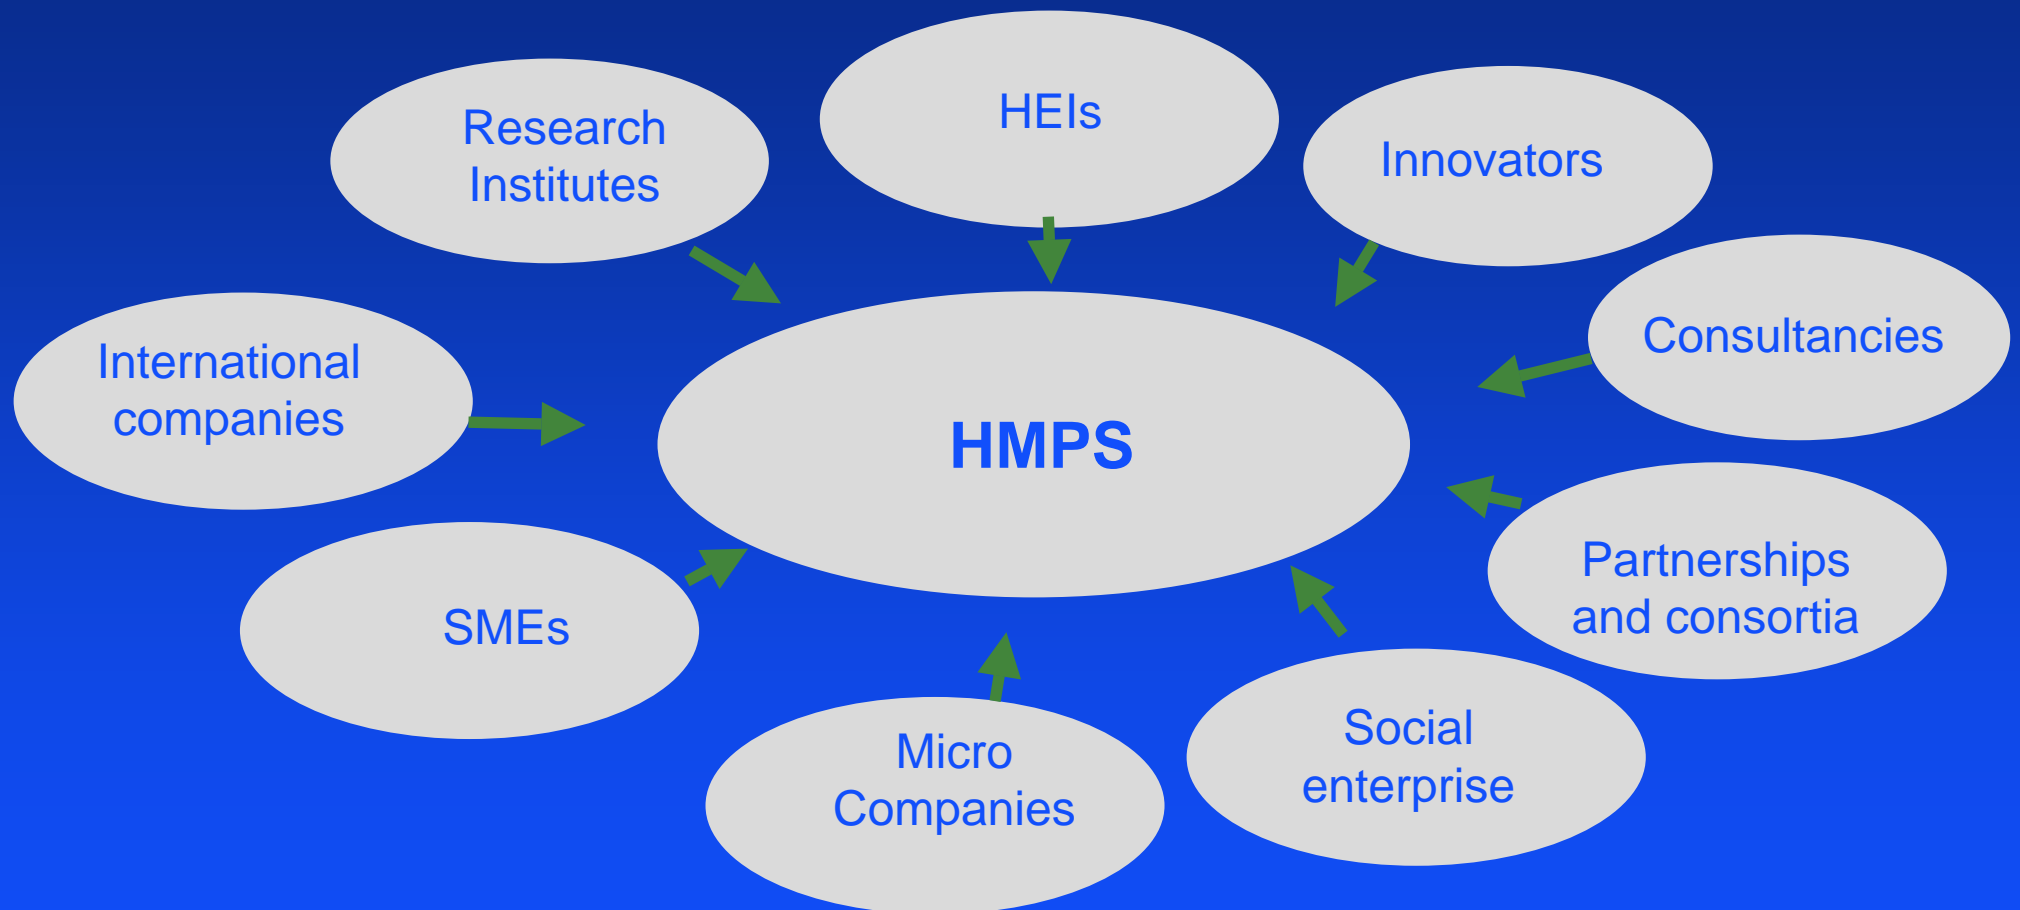 HEIs
Research
Institutes
Innovators
Consultancies
International
companies
HMPS
Partnerships
and consortia
SMEs
Social
enterprise
Micro
Companies